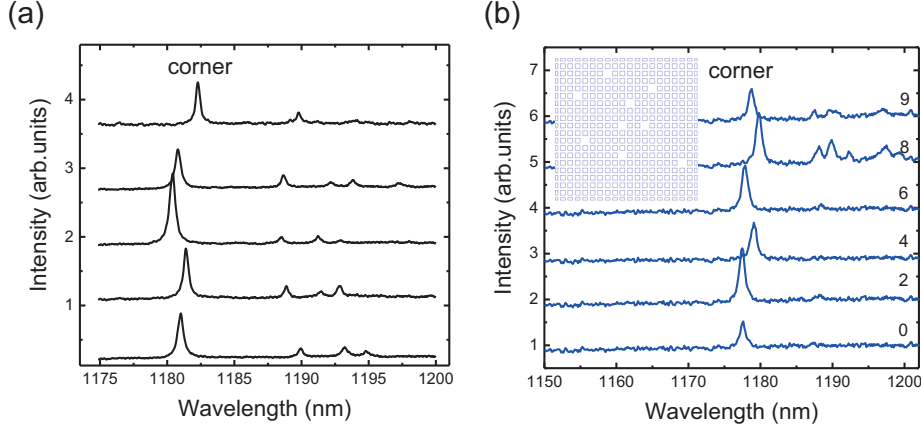 (a)
corner
4
3
2
1
Intensity (arb.units)
1175 1180 1185 1190 1195 1200
Wavelength (nm)
(b)
corner
7
6
5
4
3
2
1
9
8
6
4
2
0
Intensity (arb.units)
1150 1160 1170 1180 1190 1200
Wavelength (nm)